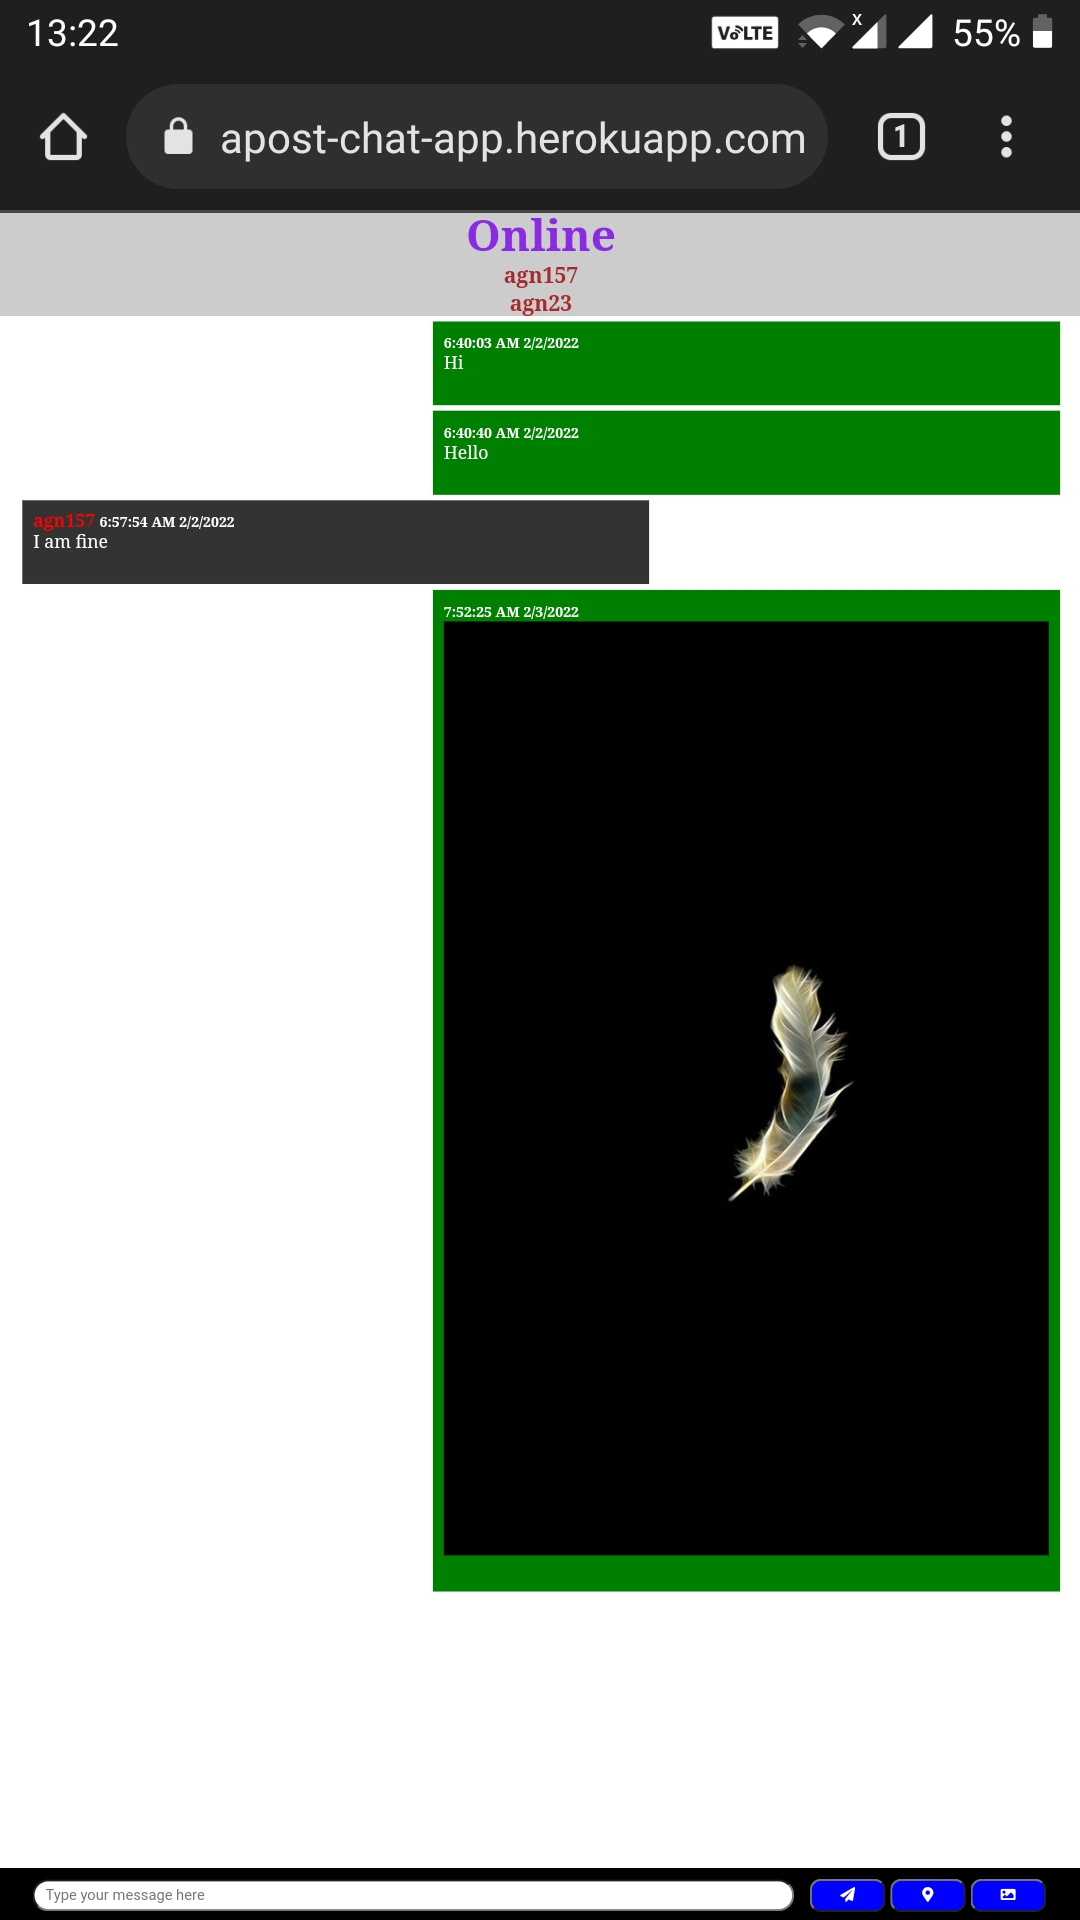 13:22
VoLTE
X
55%
apost-chat-app.herokuapp.com
1
Online
agn157
agn23
6:40:03 AM 2/2/2022
Hi
6:40:40 AM 2/2/2022
Hello
agn157 6:57:54 AM 2/2/2022
I am fine
7:52:25 AM 2/3/2022
Type your message here